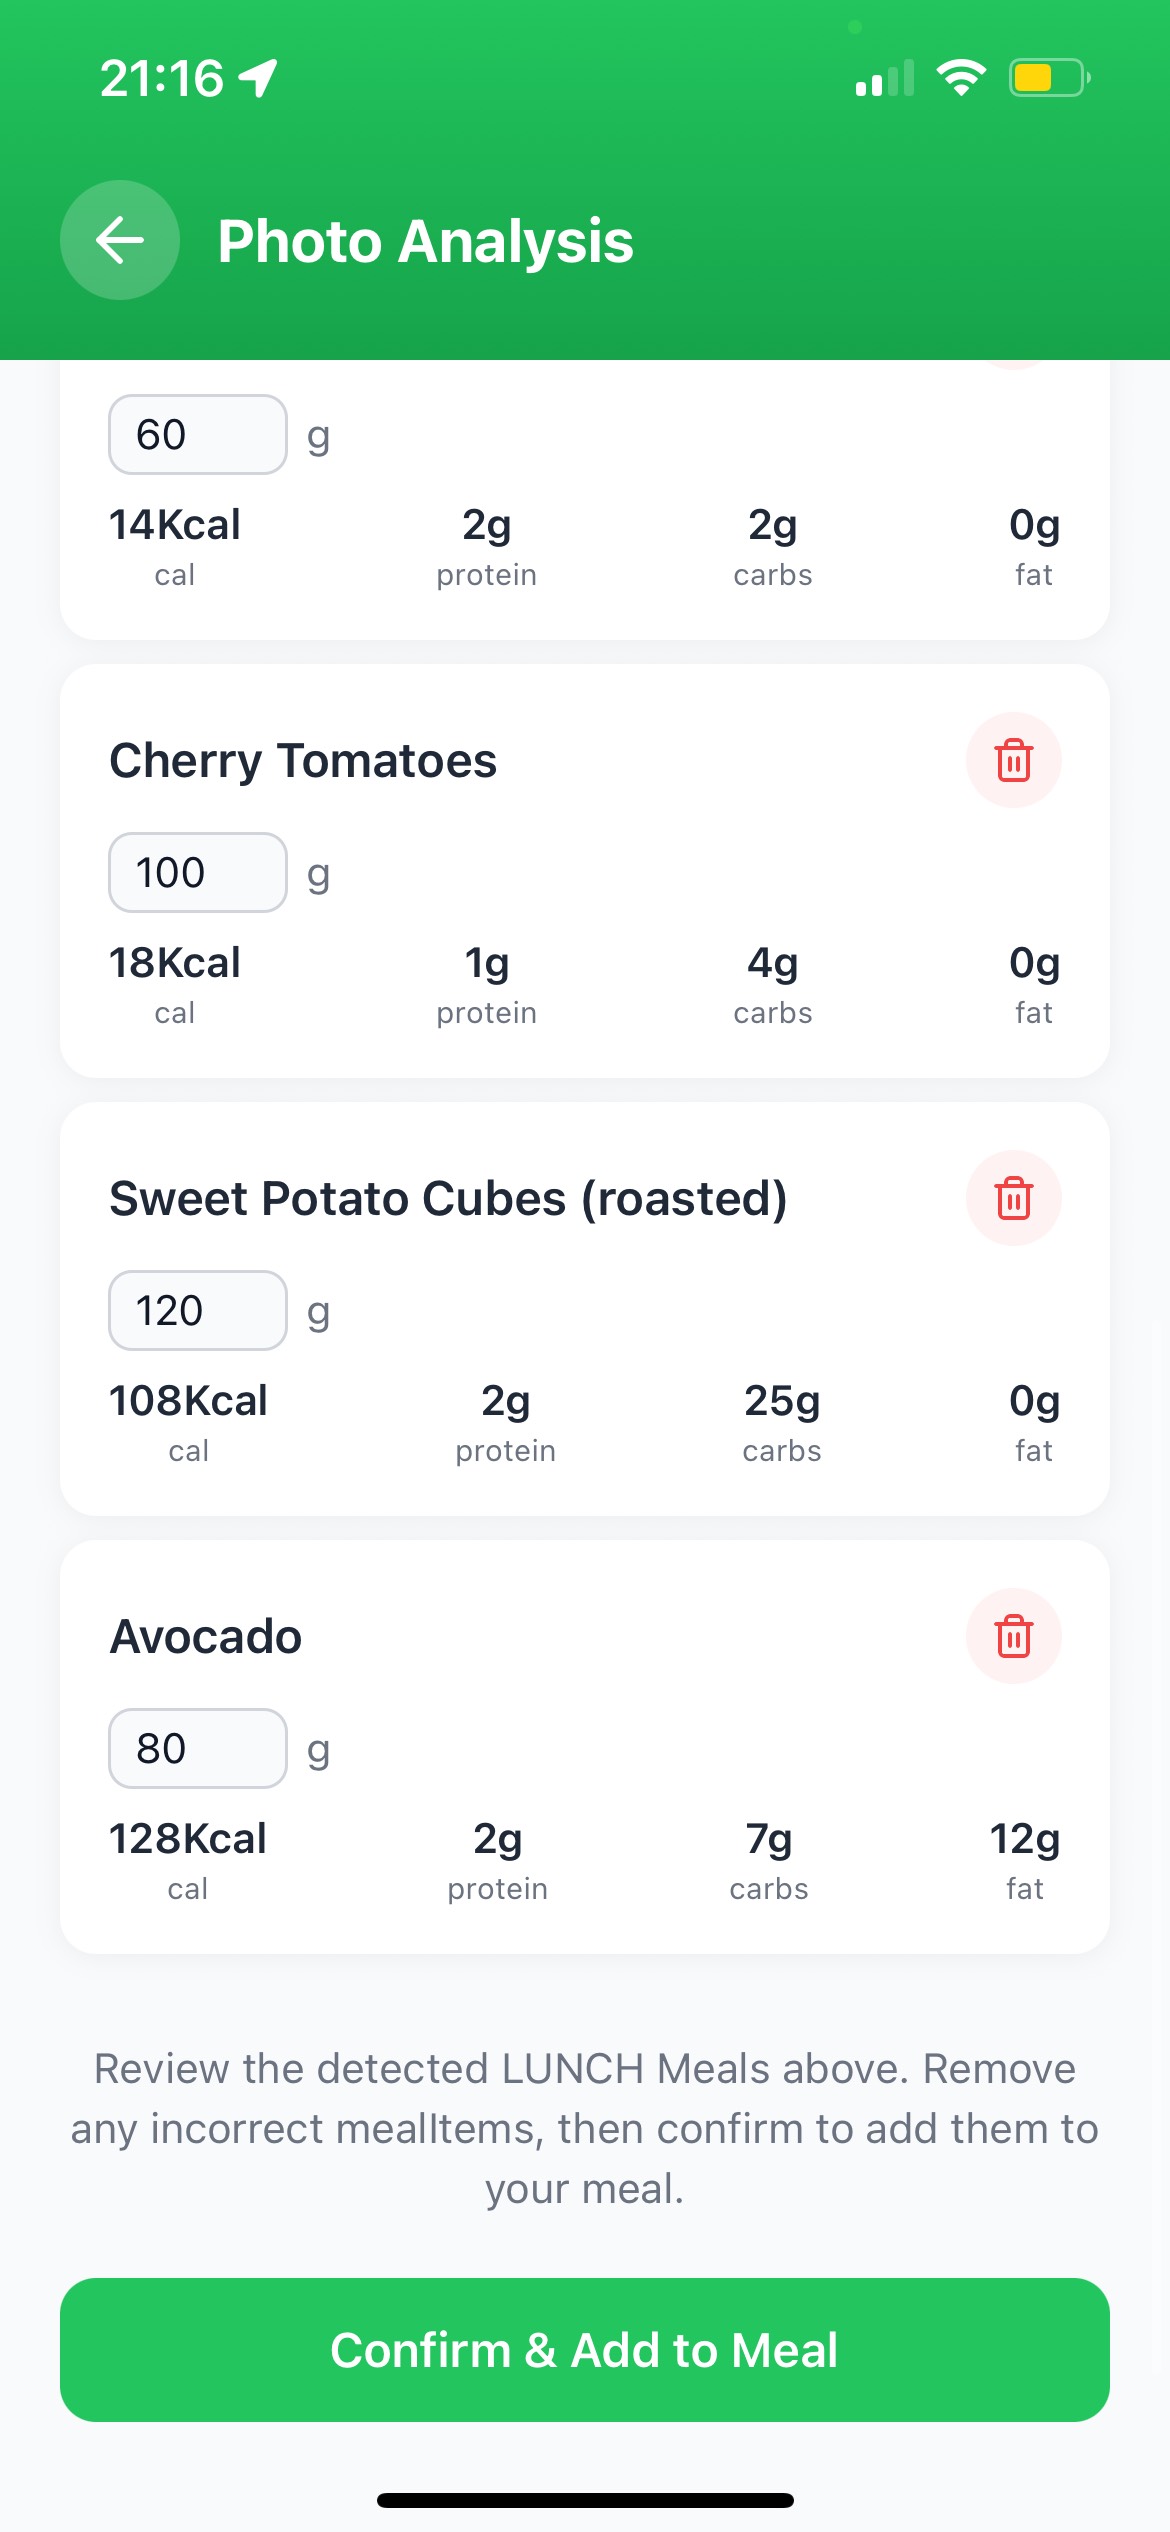 21:16
Photo Analysis
60 g
14Kcal 2g 2g 0g
cal protein carbs fat
Cherry Tomatoes
100 g
18Kcal 1g 4g 0g
cal protein carbs fat
Sweet Potato Cubes (roasted)
120 g
108Kcal 2g 25g 0g
cal protein carbs fat
Avocado
80 g
128Kcal 2g 7g 12g
cal protein carbs fat
Review the detected LUNCH Meals above. Remove
any incorrect mealItems, then confirm to add them to
your meal.
Confirm & Add to Meal